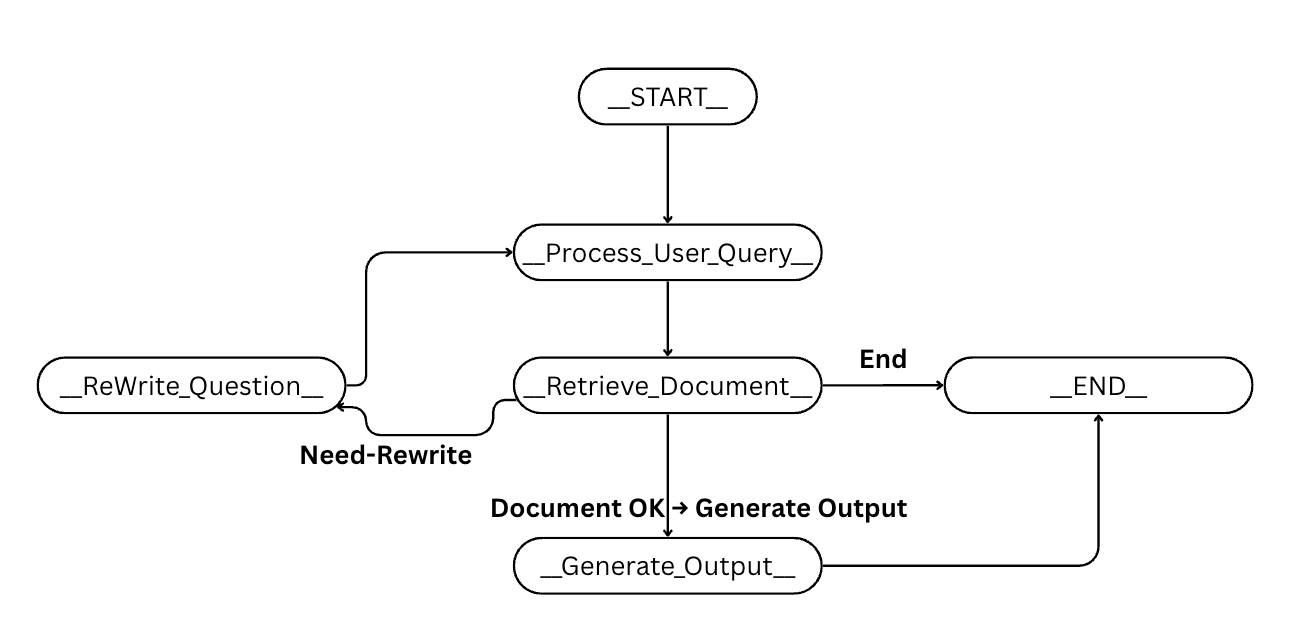 __START__
__Process_User_Query__
End
__ReWrite_Question__
__Retrieve_Document__
__END__
Need-Rewrite
Document OK → Generate Output
__Generate_Output__